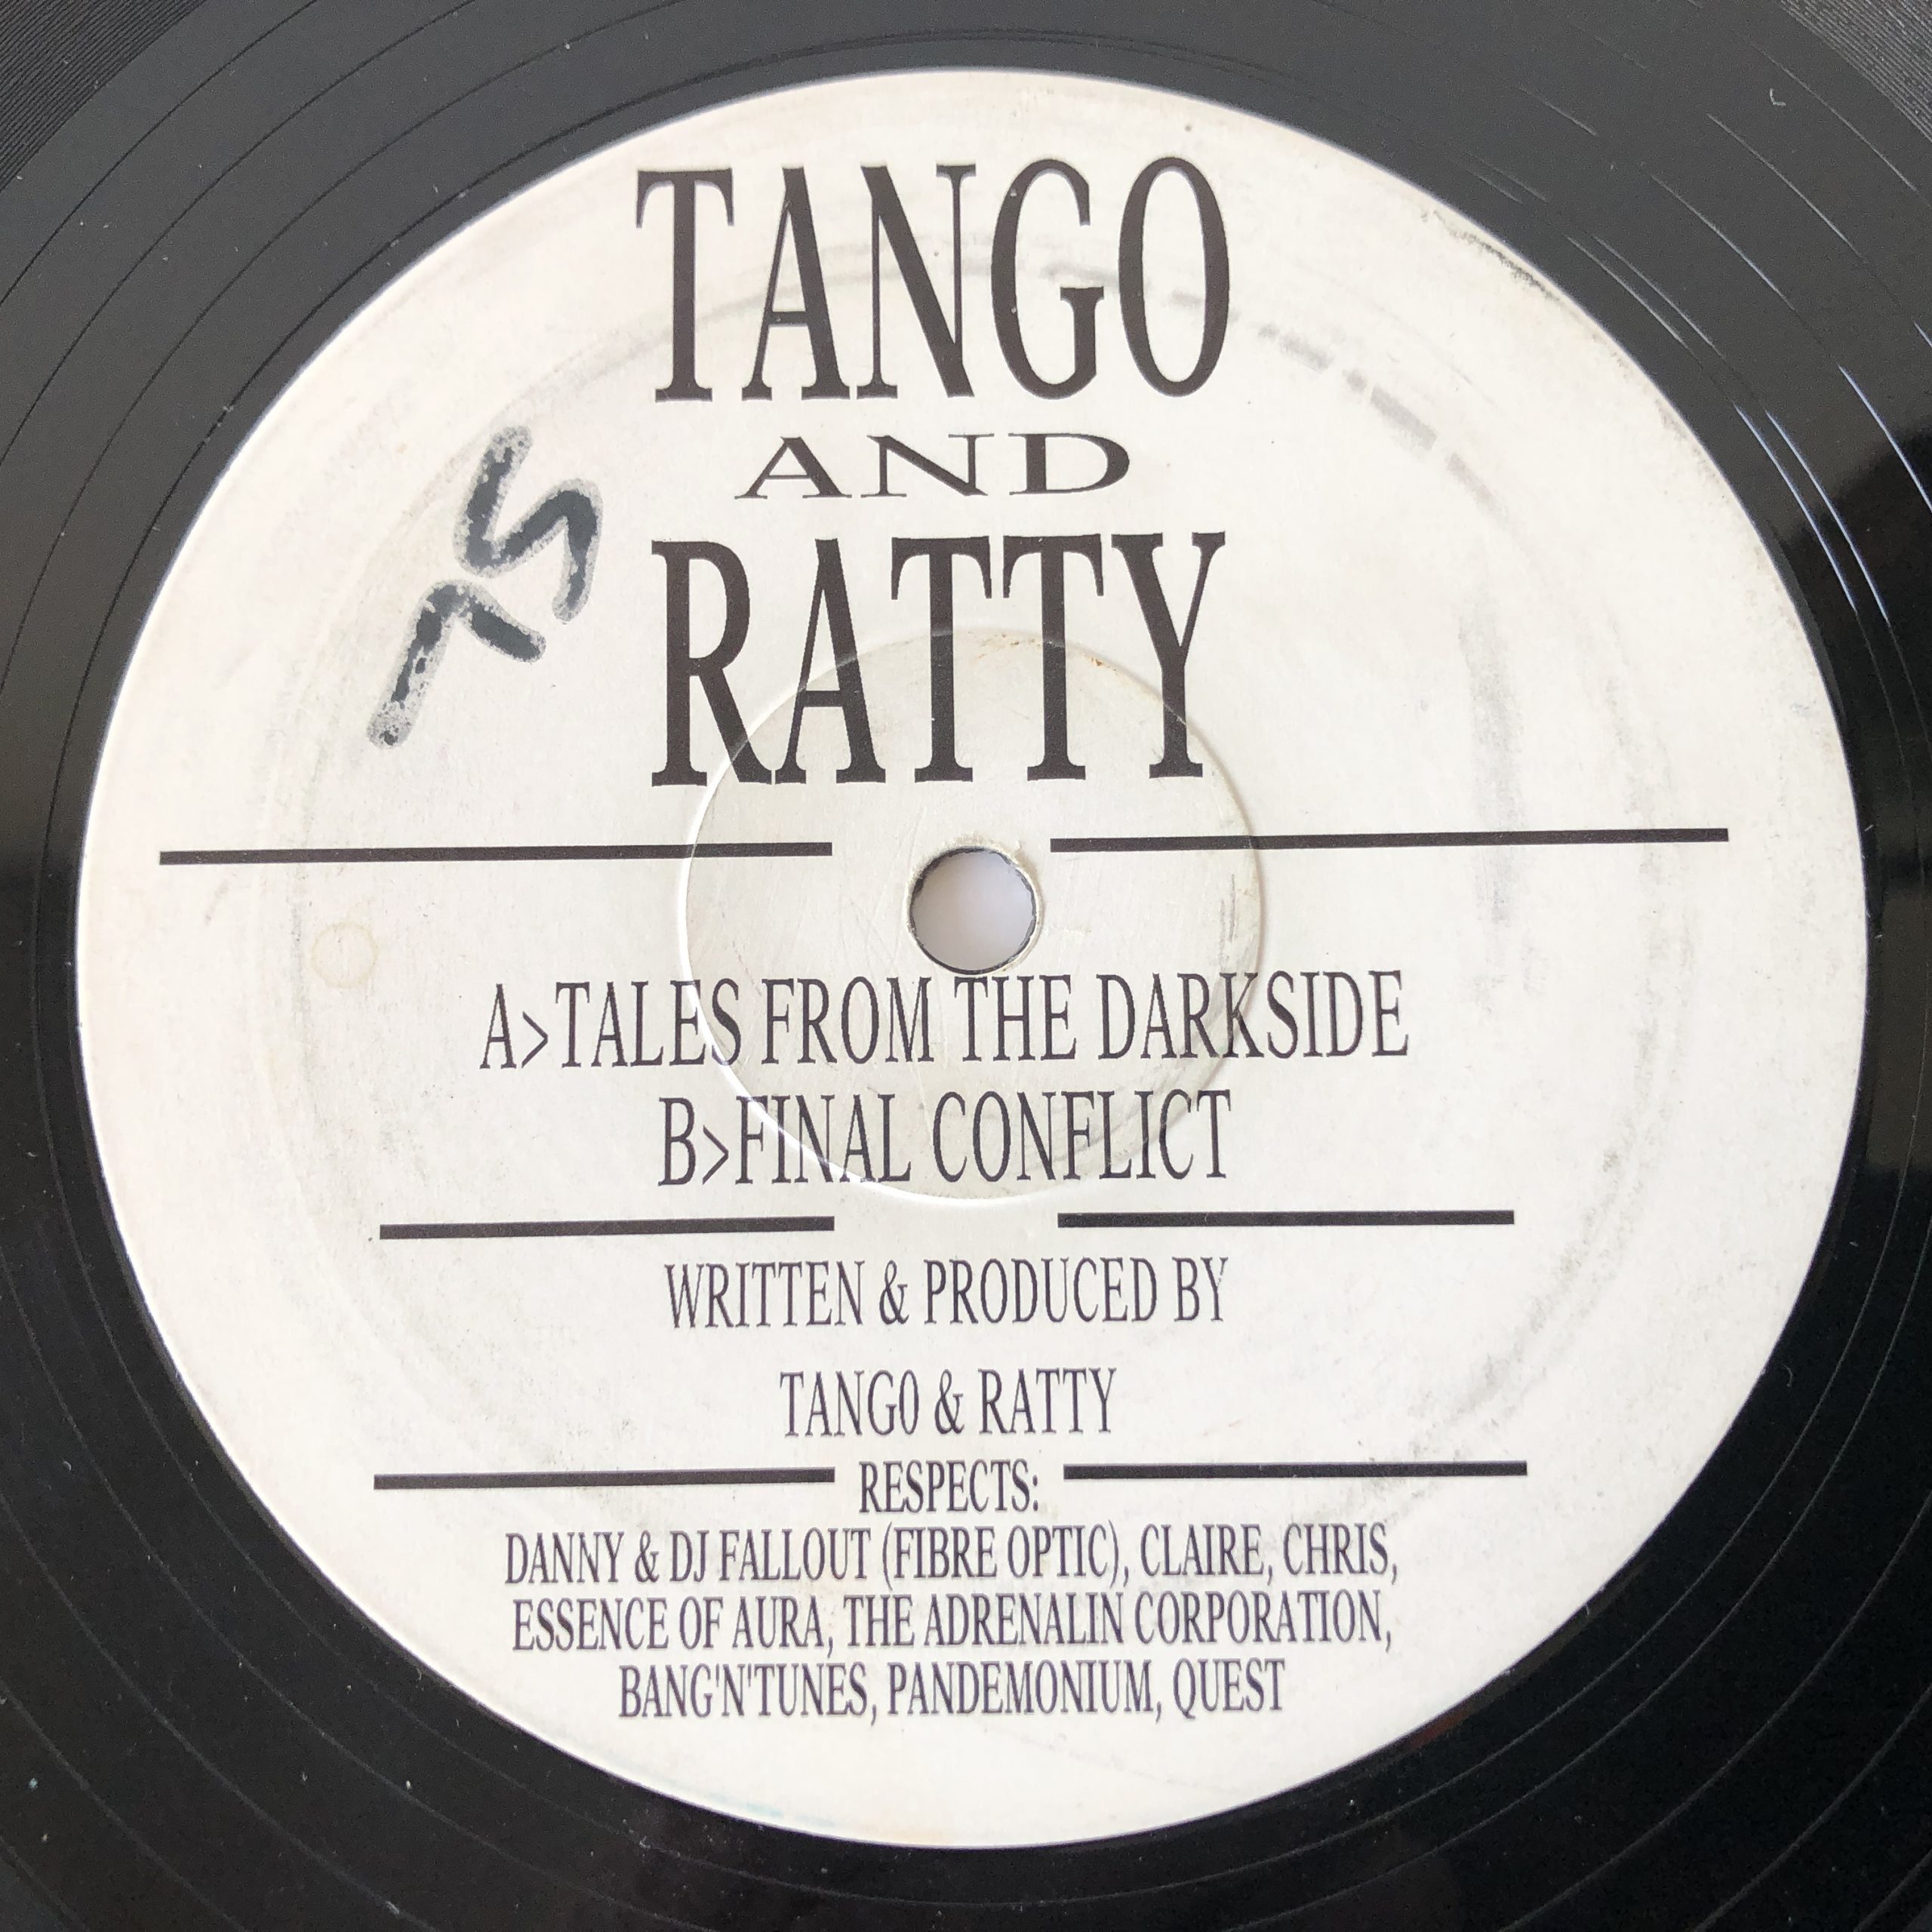 TANGO
AND
RATTY
A>TALES FROM THE DARKSIDE
B>FINAL CONFLICT
WRITTEN & PRODUCED BY
TANGO & RATTY
RESPECTS:
DANNY & DJ FALLOUT (FIBRE OPTIC), CLAIRE, CHRIS,
ESSENCE OF AURA, THE ADRENALIN CORPORATION,
BANG'N'TUNES, PANDEMONIUM, QUEST